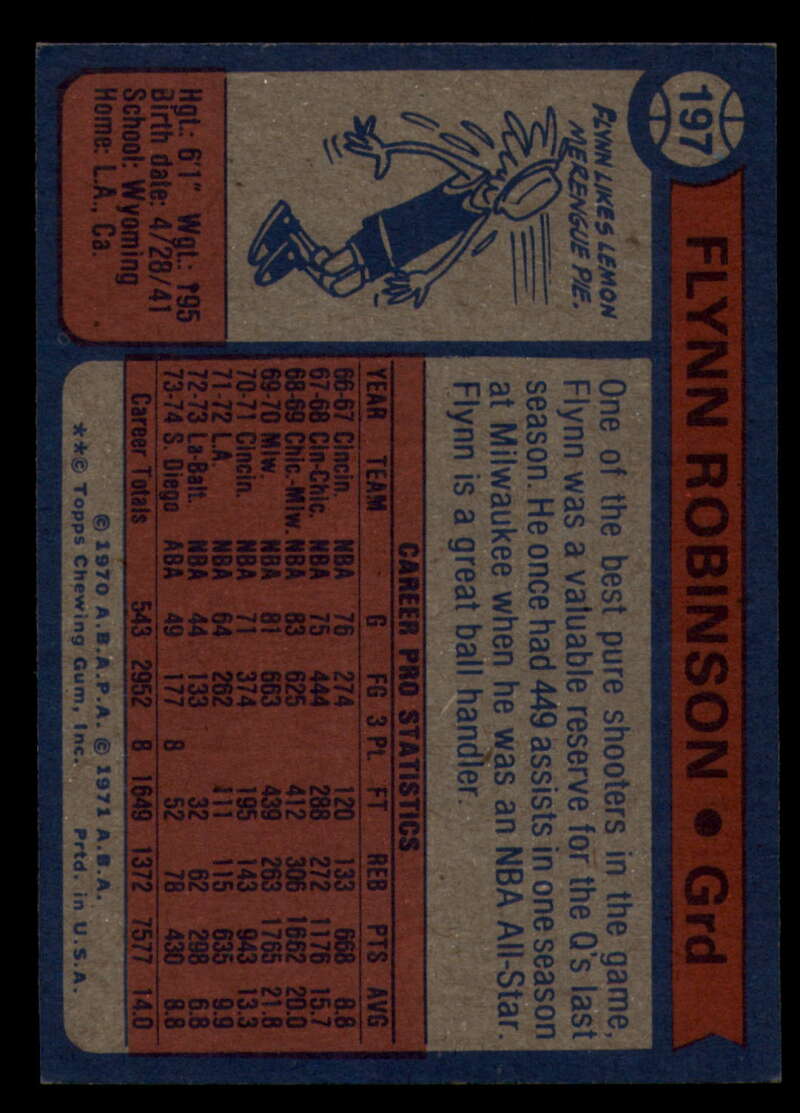 197
FLYNN ROBINSON • Grd
FLYNN LIKES LEMON
MERENGUE PIE.
Hgt.: 6'1" Wgt.: 195
Birth date: 4/28/41
School: Wyoming
Home: L.A., Ca.
One of the best pure shooters in the game,
Flynn was a valuable reserve for the Q's last
season. He once had 449 assists in one season
at Milwaukee when he was an NBA All-Star.
Flynn is a great ball handler.
CAREER PRO STATISTICS
YEAR TEAM G FG 3 Pt. FT REB PTS AVG
66-67 Cincin. NBA 76 274 120 133 668 8.8
67-68 Cin-Chic. NBA 75 444 288 272 1176 15.7
68-69 Chic.-Mlw. NBA 83 625 412 306 1662 20.0
69-70 Mlw. NBA 81 663 439 263 1765 21.8
70-71 Cincin. NBA 71 374 195 143 943 13.3
71-72 L.A. NBA 64 262 111 115 635 9.9
72-73 La-Balt. NBA 44 133 32 62 298 6.8
73-74 S. Diego ABA 49 177 8 52 78 430 8.8
Career Totals 543 2952 8 1649 1372 7577 14.0
© 1970 A.B.A.P.A. © 1971 A.B.A.
**© Topps Chewing Gum, Inc. Prtd. in U.S.A.